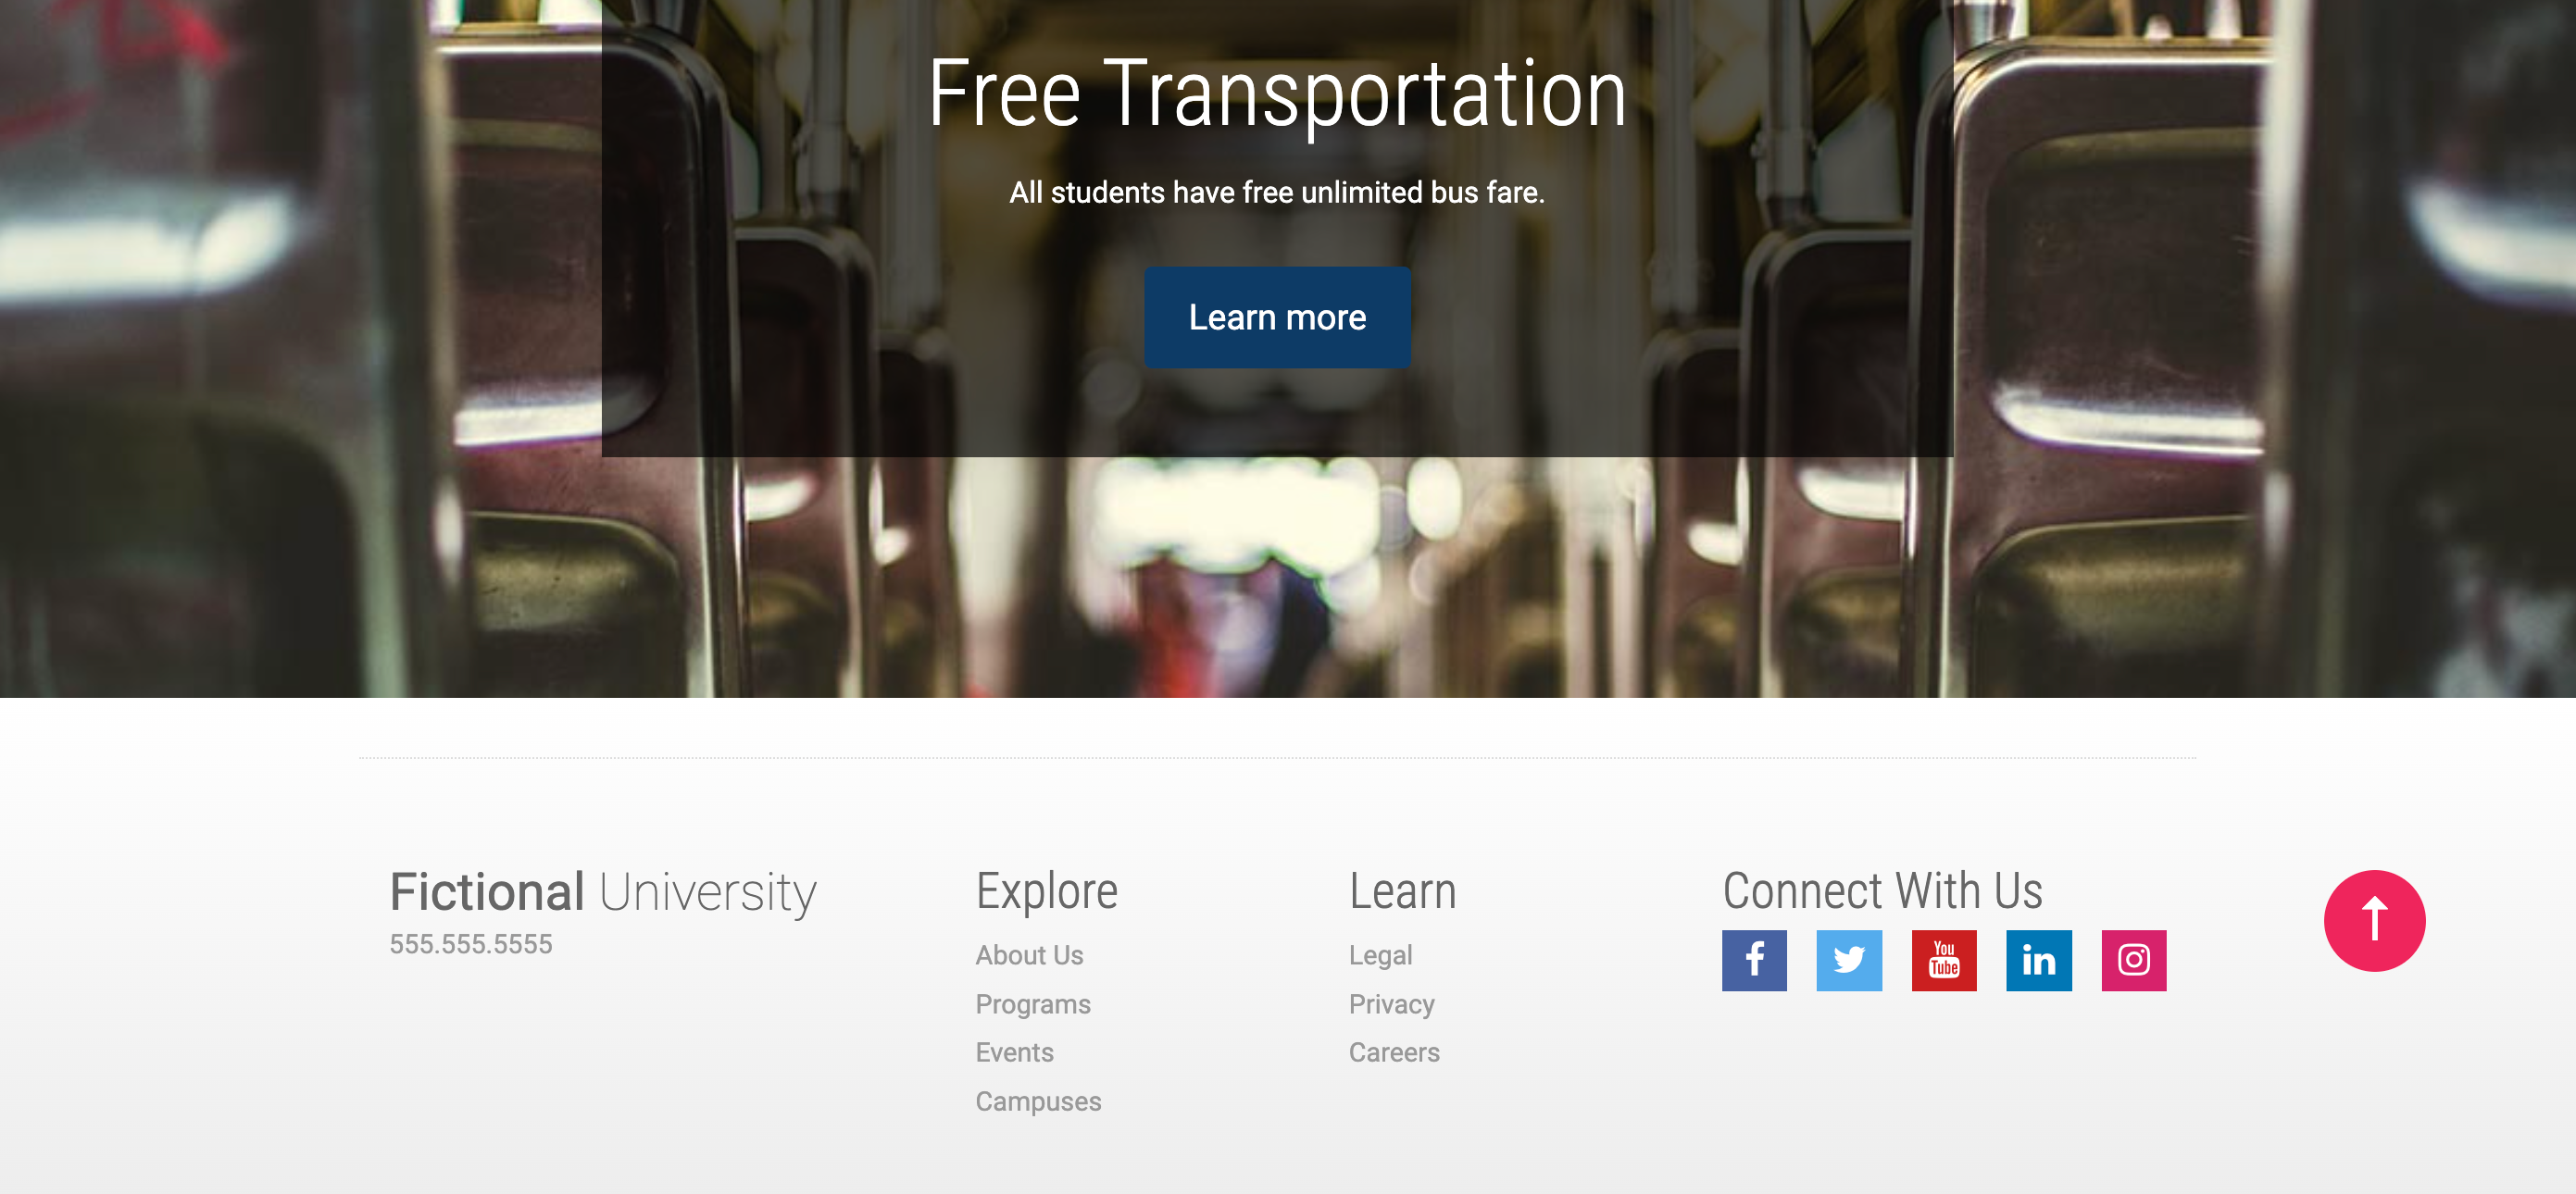 Free Transportation
All students have free unlimited bus fare.
Learn more
Fictional University
555.555.5555
Explore
About Us
Programs
Events
Campuses
Learn
Legal
Privacy
Careers
Connect With Us
You
Tube
in